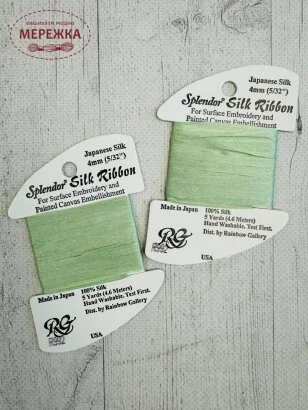 вишивати модно
МЕРЕЖКА
Japanese Silk
4mm (5/32")
Splendor® Silk Ribbon
For Surface Embroidery and
Painted Canvas Embellishment
Made in Japan
100% Silk
5 Yards (4.6 Meters)
Hand Washable, Test First.
Dist. by Rainbow Gallery
RG
USA
Japanese Silk
4mm (5/32")
Splendor® Silk Ribbon
For Surface Embroidery and
Painted Canvas Embellishment
Made in Japan
100% Silk
5 Yards (4.6 Meters)
Hand Washable, Test First.
Dist. by Rainbow Gallery
RG
USA